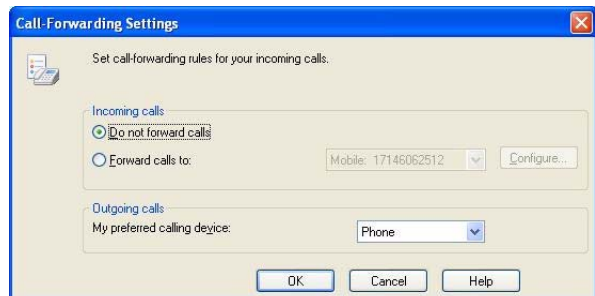 Call-Forwarding Settings
Set call-forwarding rules for your incoming calls.
Incoming calls
Do not forward calls
Forward calls to: Mobile: 17146062512 Configure...
Outgoing calls
My preferred calling device: Phone
OK Cancel Help